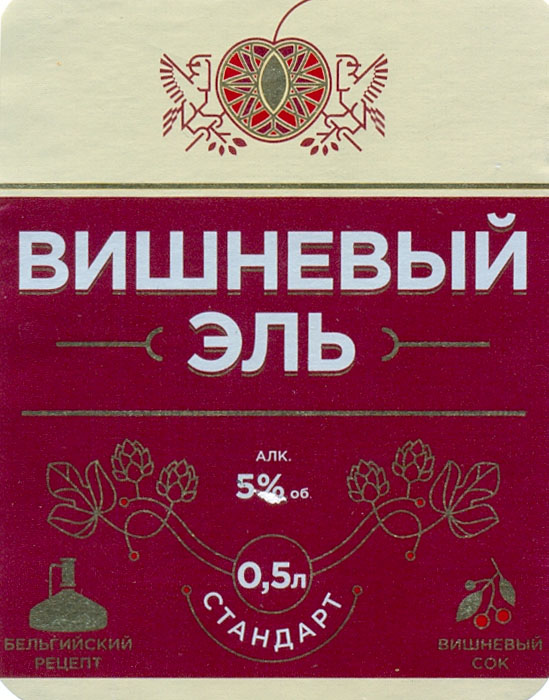 ВИШНЕВЫЙ
ЭЛЬ
АЛК.
5% об.
0,5л
СТАНДАРТ
БЕЛЬГИЙСКИЙ
РЕЦЕПТ
ВИШНЕВЫЙ
СОК